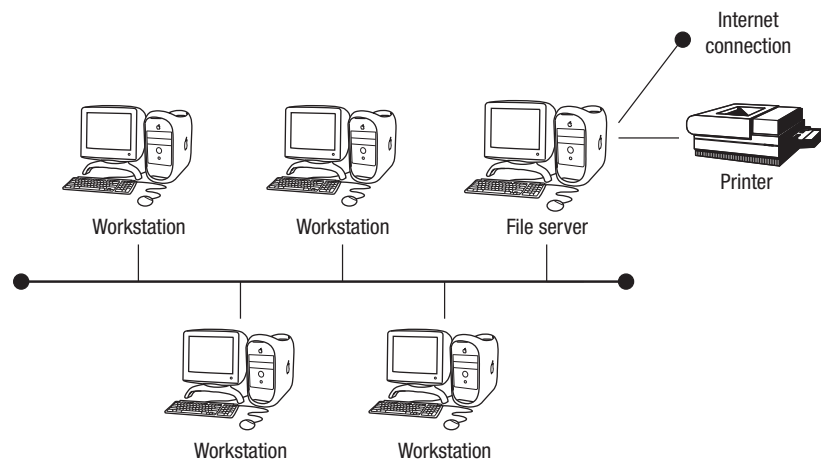 Internet
connection
Printer
Workstation
Workstation
File server
Workstation
Workstation